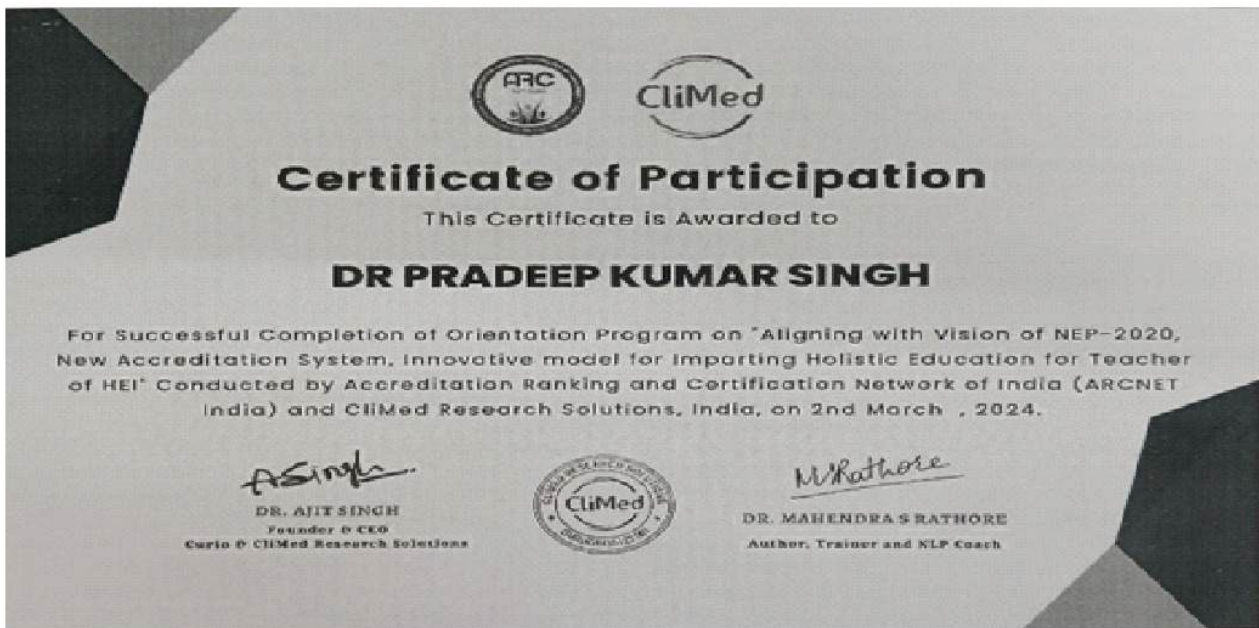 ARC
CliMed
Certificate of Participation
This Certificate is Awarded to
DR PRADEEP KUMAR SINGH
For Successful Completion of Orientation Program on "Aligning with Vision of NEP-2020,
New Accreditation System, Innovative model for Imparting Holistic Education for Teacher
of HEI" Conducted by Accreditation Ranking and Certification Network of India (ARCNET
India) and CliMed Research Solutions, India, on 2nd March , 2024.
ASingh
MSRathore
CLIMED RESEARCH SOLUTIONS
CliMed
DR. AJIT SINGH
Founder & CEO
Curio & CliMed Research Solutions
DR. MAHENDRA S RATHORE
Author, Trainer and NLP Coach